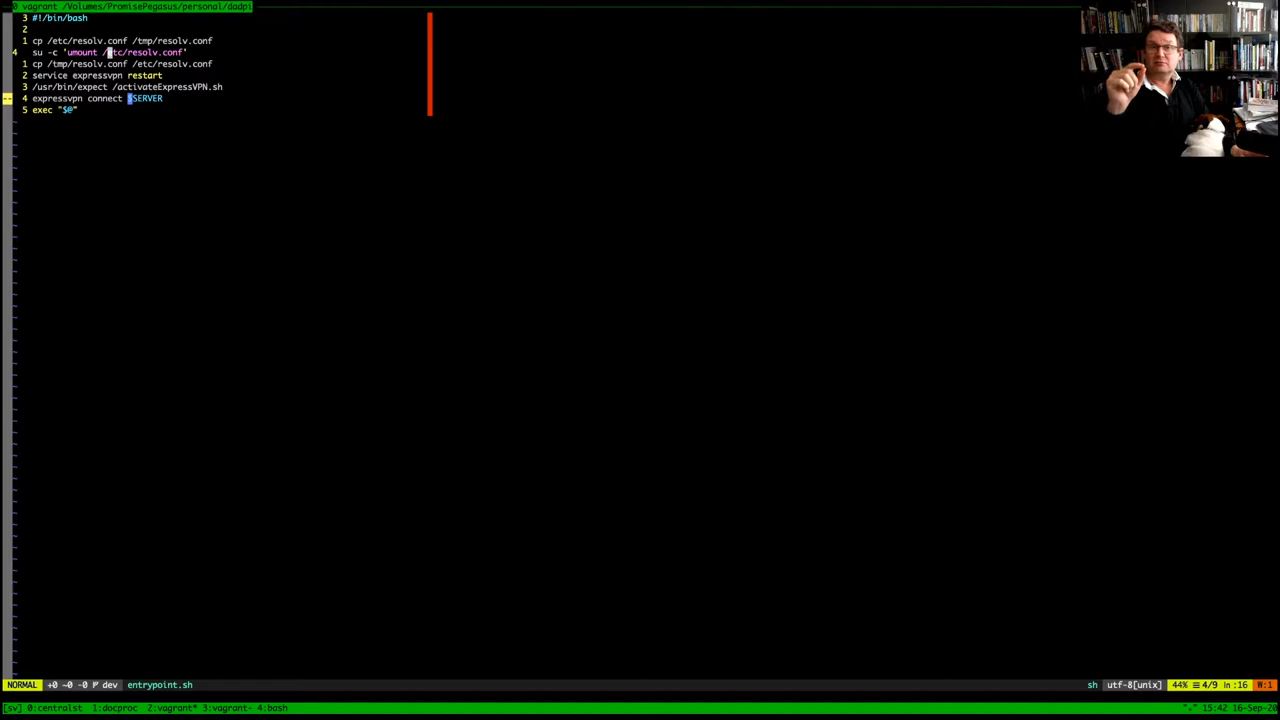 0 vagrant /Volumes/PromisePegasus/personal/dadpi
3 #!/bin/bash
2
1 cp /etc/resolv.conf /tmp/resolv.conf
4 su -c 'umount /etc/resolv.conf'
1 cp /tmp/resolv.conf /etc/resolv.conf
2 service expressvpn restart
3 /usr/bin/expect /activateExpressVPN.sh
-- 4 expressvpn connect $SERVER
5 exec "$@"
NORMAL +0 ~0 -0 dev entrypoint.sh sh utf-8[unix] 44% ☰ 4/9 ln :16 W:1
[sv] 0:centralst 1:docproc 2:vagrant* 3:vagrant- 4:bash "." 15:42 16-Sep-20